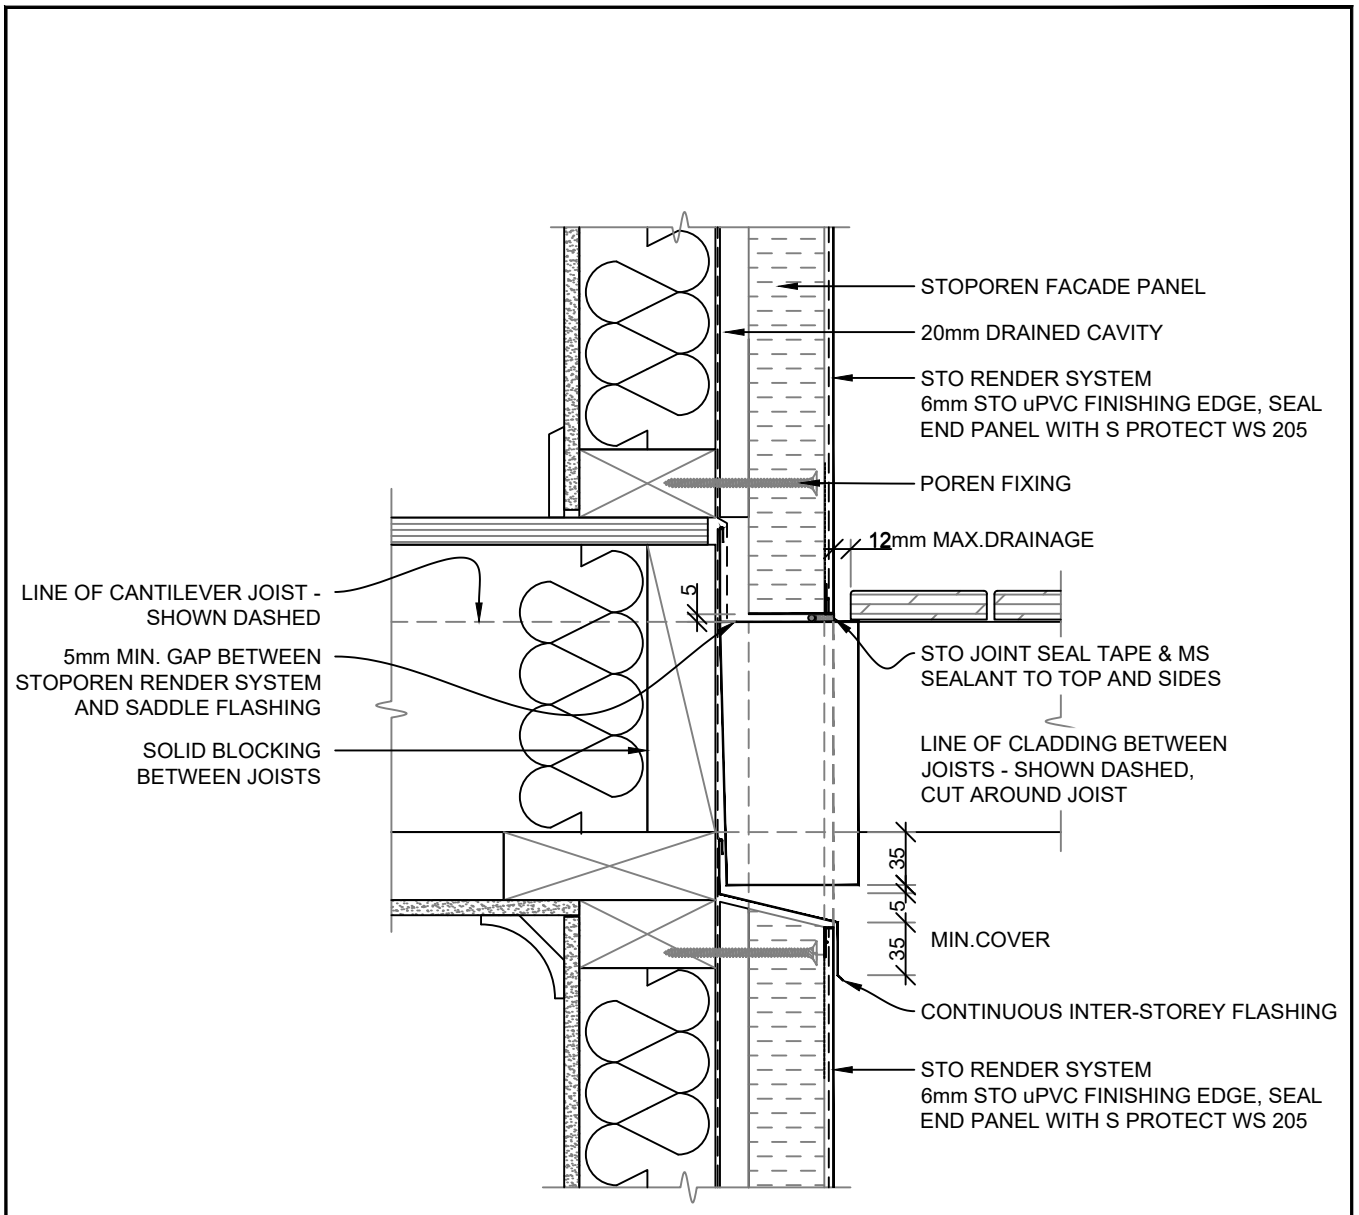 STOPOREN FACADE PANEL
20mm DRAINED CAVITY
STO RENDER SYSTEM
6mm STO uPVC FINISHING EDGE, SEAL
END PANEL WITH S PROTECT WS 205
POREN FIXING
12mm MAX.DRAINAGE
LINE OF CANTILEVER JOIST -
SHOWN DASHED
5
5mm MIN. GAP BETWEEN
STOPOREN RENDER SYSTEM
AND SADDLE FLASHING
STO JOINT SEAL TAPE & MS
SEALANT TO TOP AND SIDES
SOLID BLOCKING
BETWEEN JOISTS
LINE OF CLADDING BETWEEN
JOISTS - SHOWN DASHED,
CUT AROUND JOIST
35
5
35
MIN.COVER
CONTINUOUS INTER-STOREY FLASHING
STO RENDER SYSTEM
6mm STO uPVC FINISHING EDGE, SEAL
END PANEL WITH S PROTECT WS 205